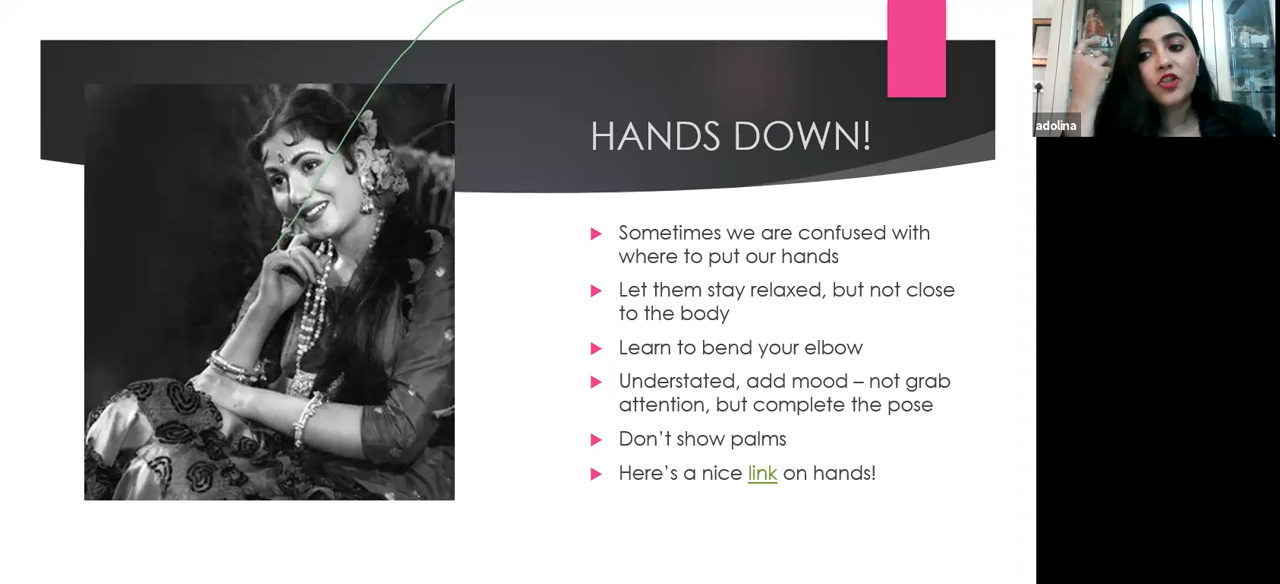 HANDS DOWN!
adolina
Sometimes we are confused with
where to put our hands
Let them stay relaxed, but not close
to the body
Learn to bend your elbow
Understated, add mood – not grab
attention, but complete the pose
Don’t show palms
Here’s a nice link on hands!